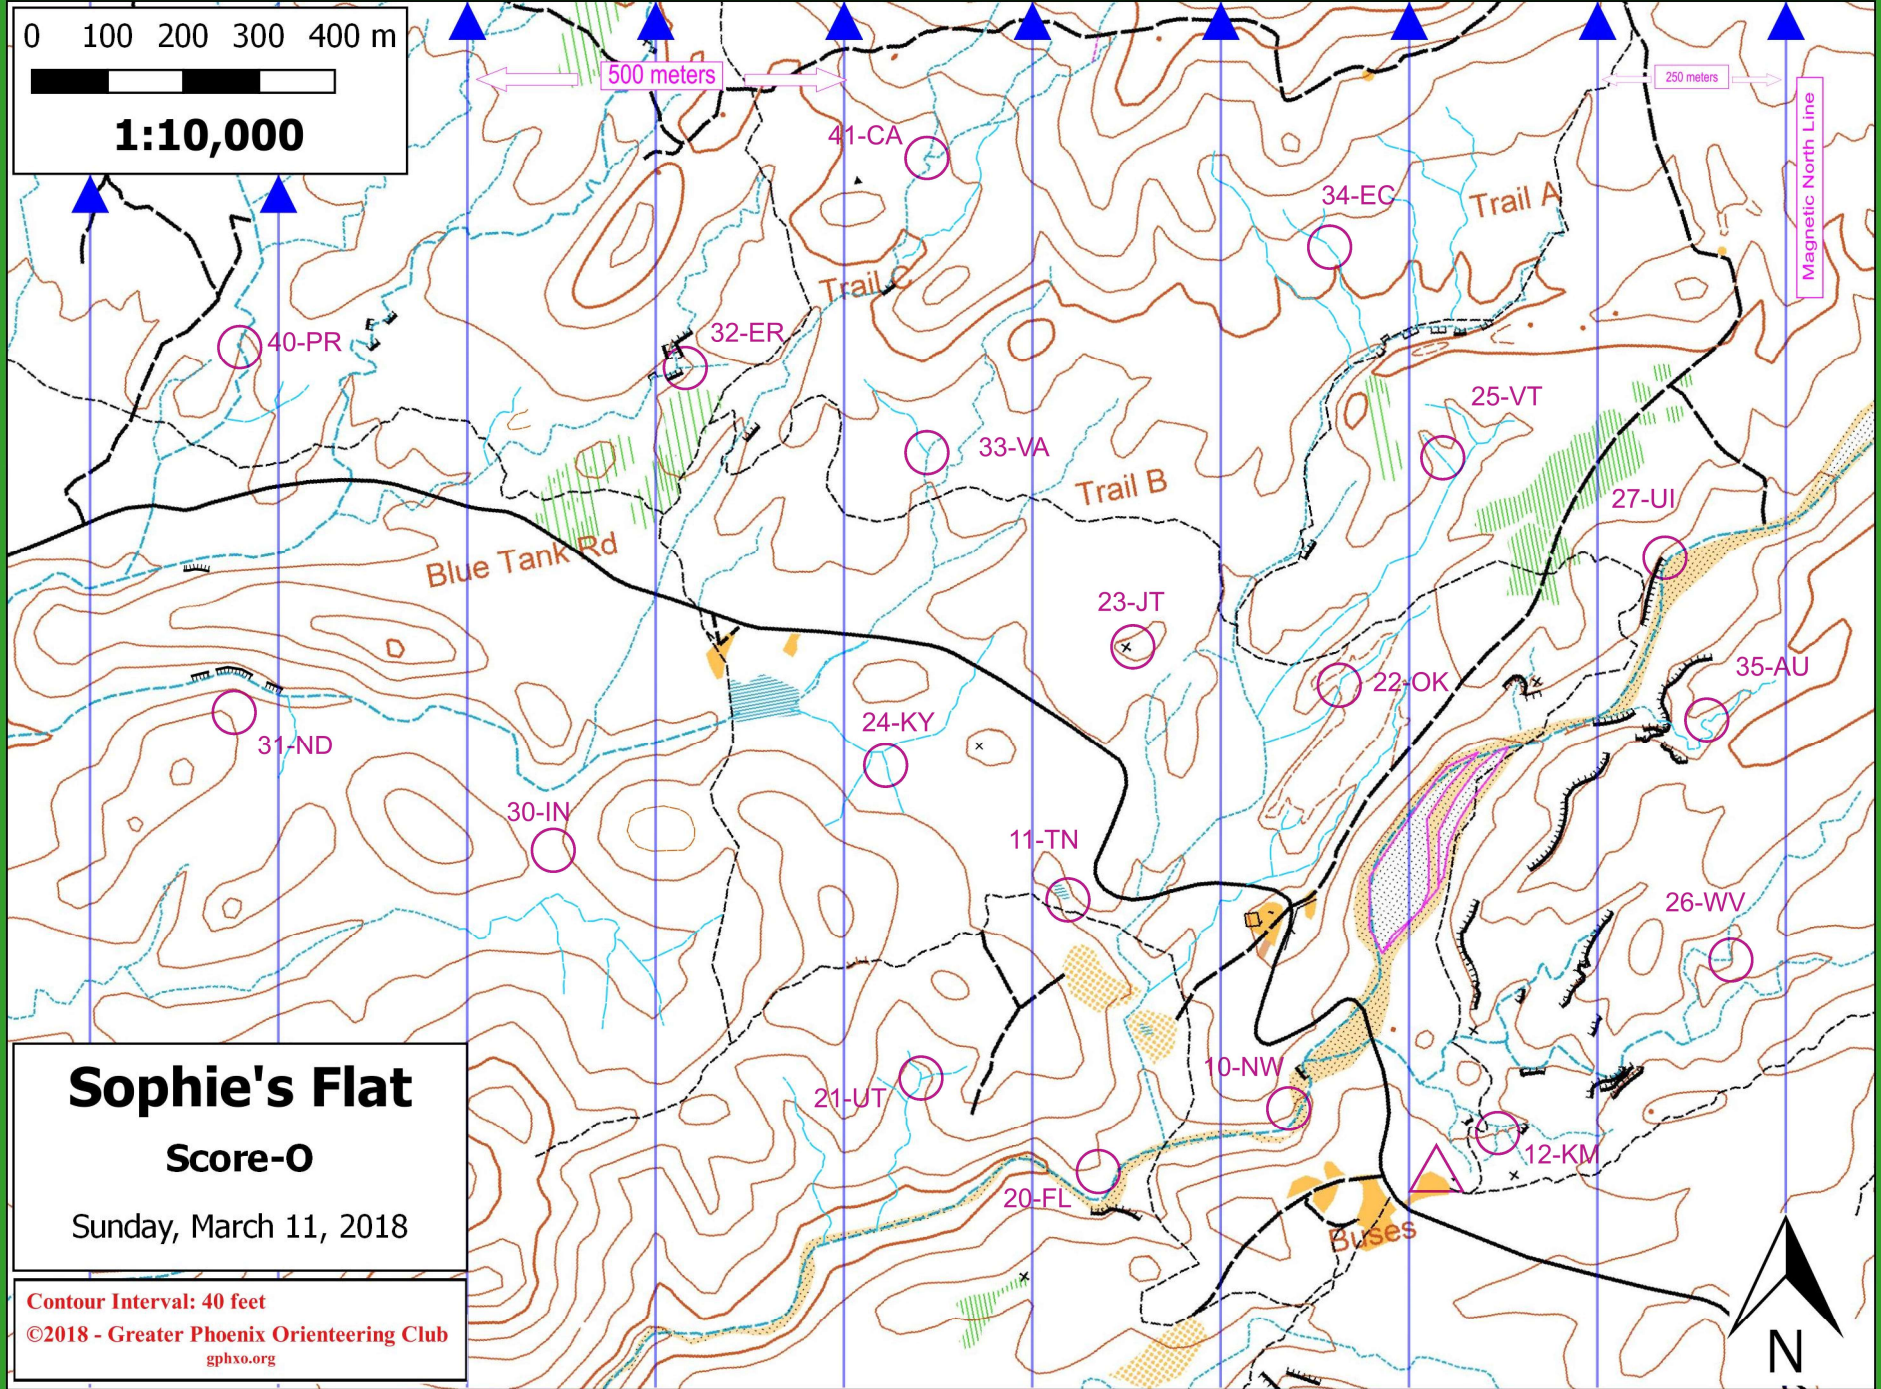 0 100 200 300 400 m
1:10,000
500 meters
250 meters
Magnetic North Line
41-CA
34-EC
Trail A
Trail C
40-PR
32-ER
25-VT
33-VA
Trail B
27-UI
Blue Tank Rd
23-JT
35-AU
22-OK
24-KY
31-ND
30-IN
11-TN
26-WV
10-NW
21-UT
12-KM
20-FL
Buses
Sophie's Flat
Score-O
Sunday, March 11, 2018
Contour Interval: 40 feet
©2018 - Greater Phoenix Orienteering Club
gphxo.org
N